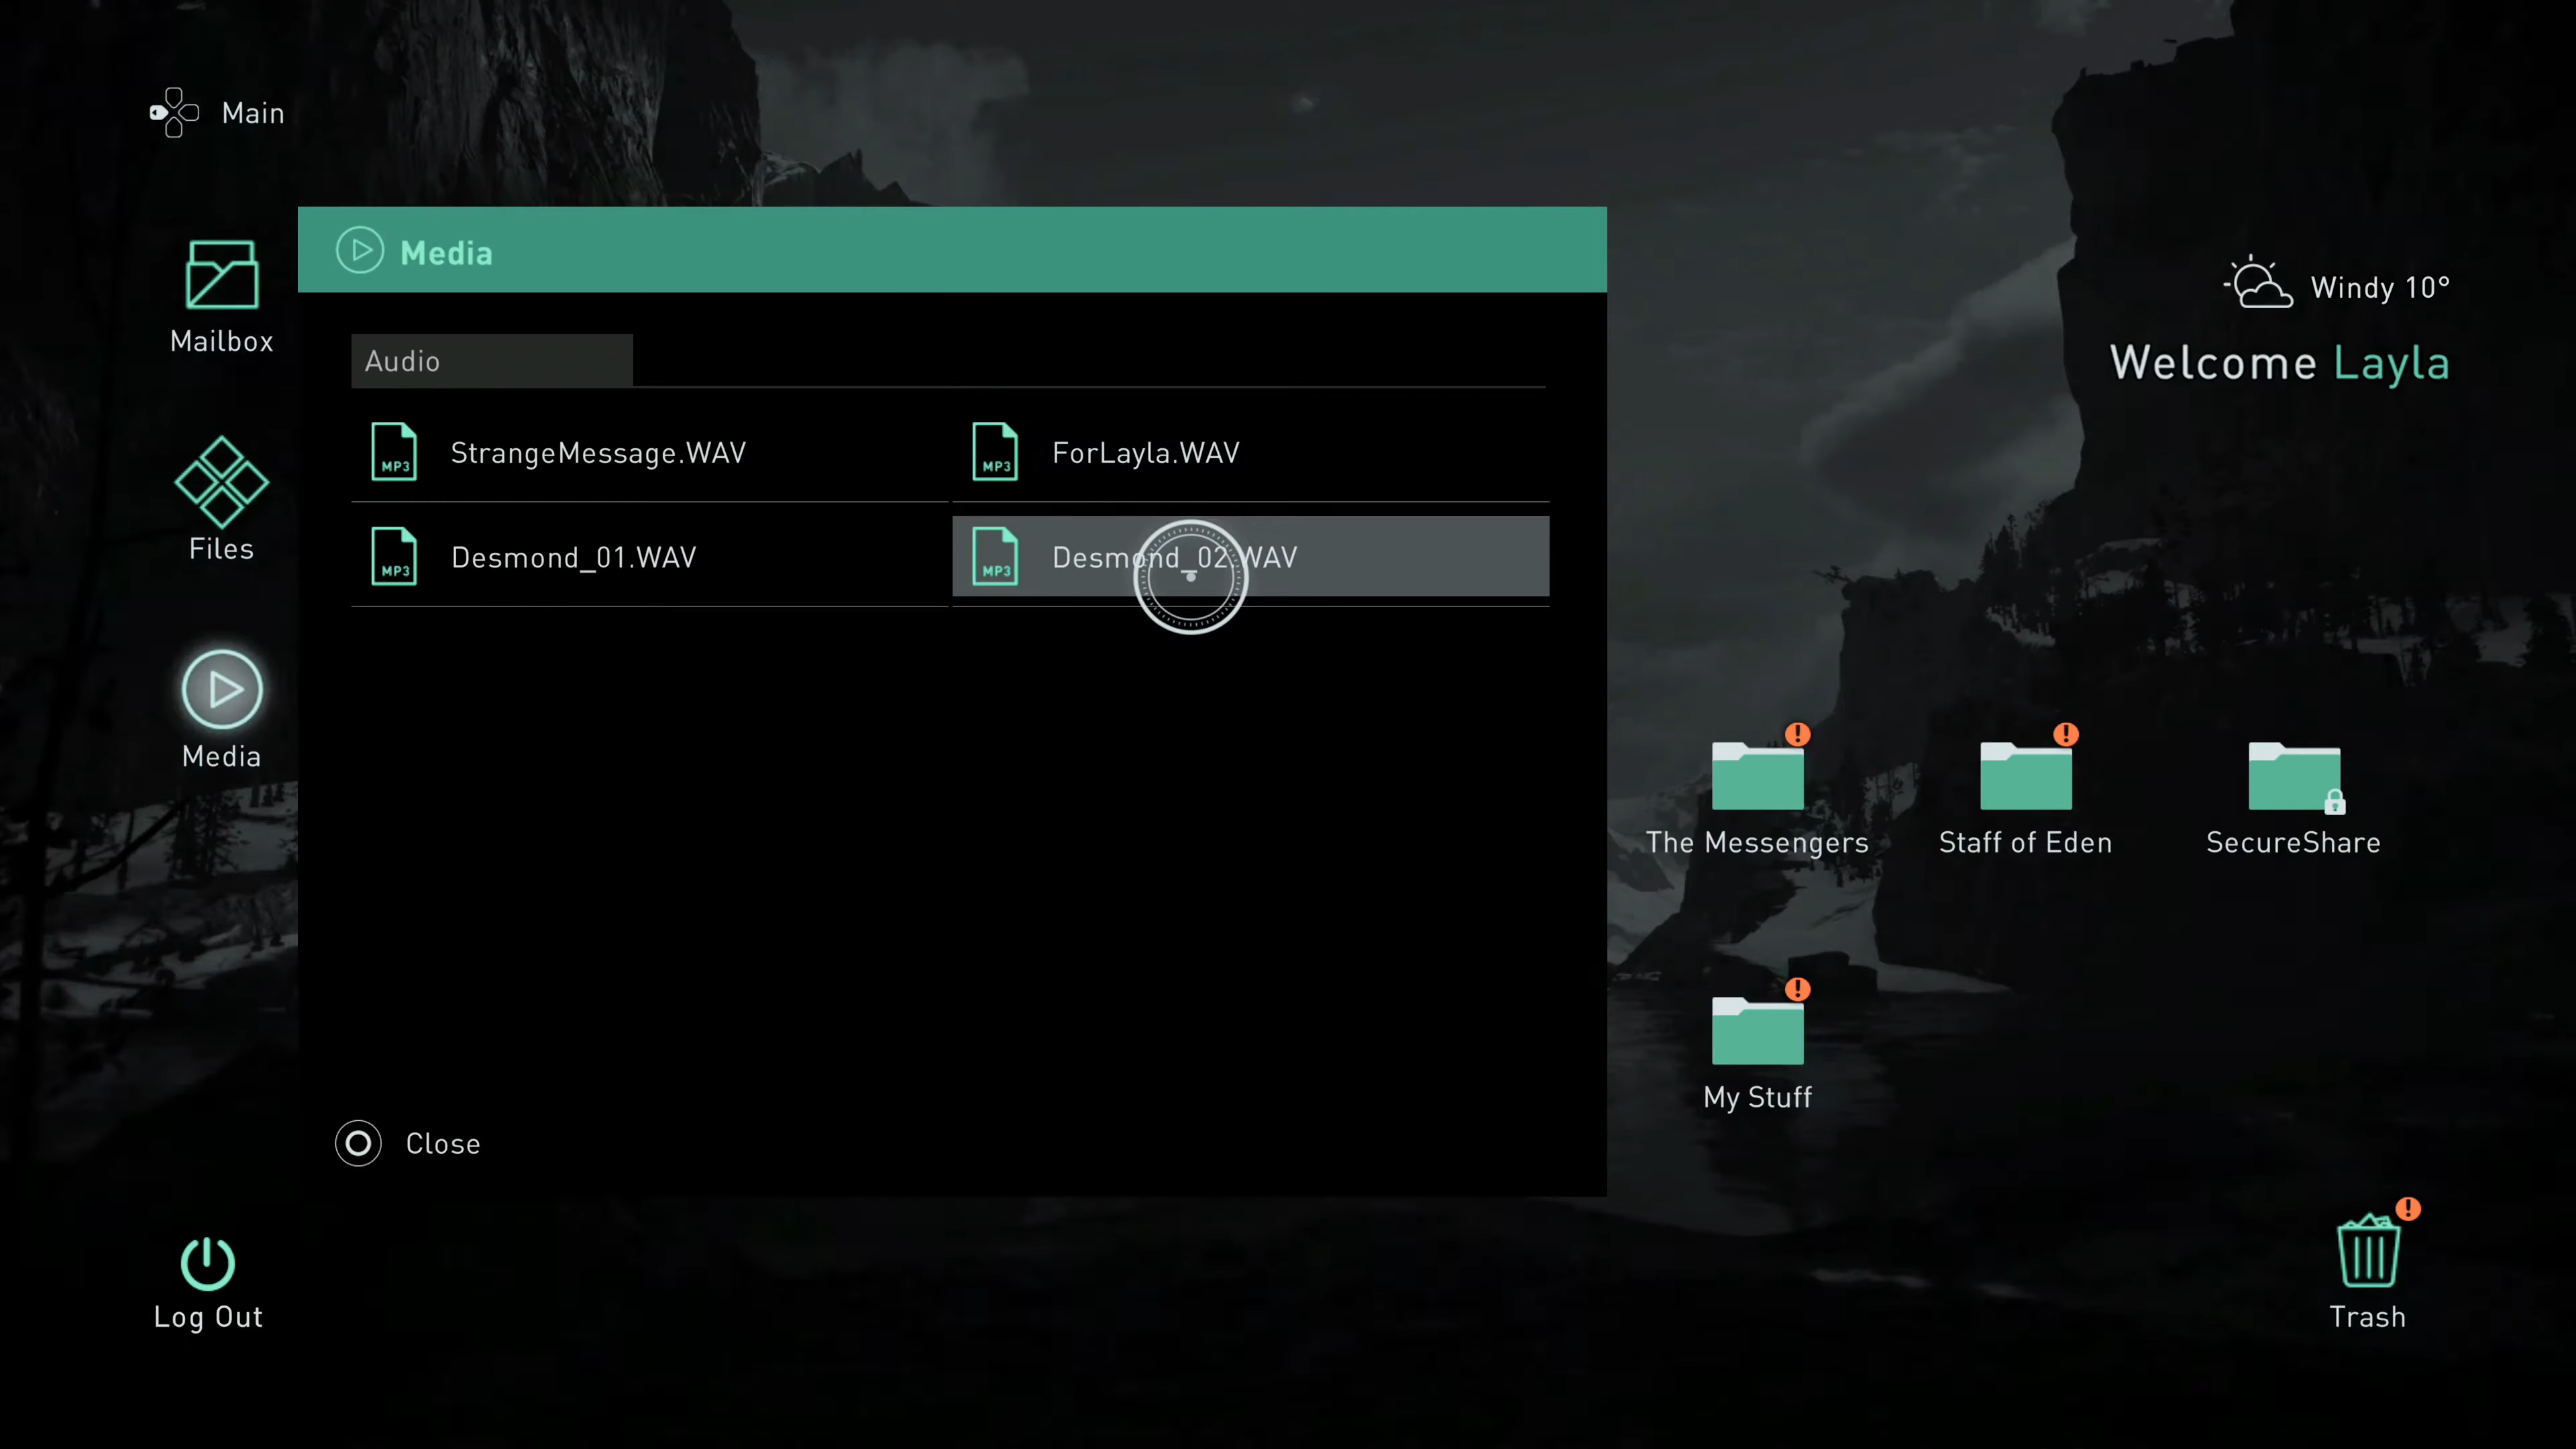 Main
Mailbox
Files
Media
Log Out
Media
Audio
MP3 StrangeMessage.WAV
MP3 ForLayla.WAV
MP3 Desmond_01.WAV
MP3 Desmond_02.WAV
Close
Windy 10°
Welcome Layla
The Messengers
Staff of Eden
SecureShare
My Stuff
Trash